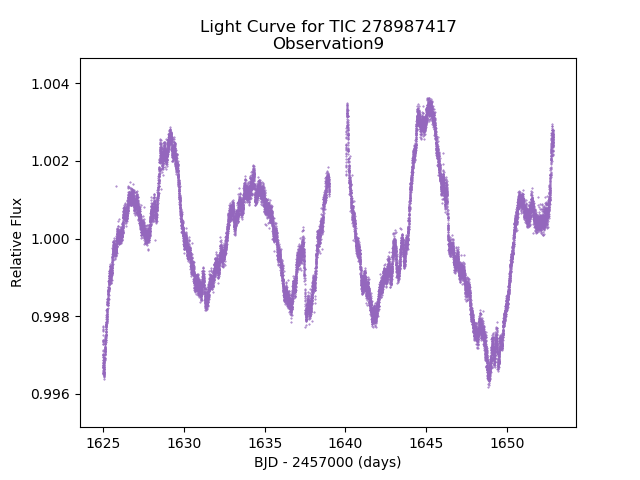 Light Curve for TIC 278987417
Observation9
1.004
1.002
1.000
0.998
0.996
Relative Flux
1625
1630
1635
1640
1645
1650
BJD - 2457000 (days)